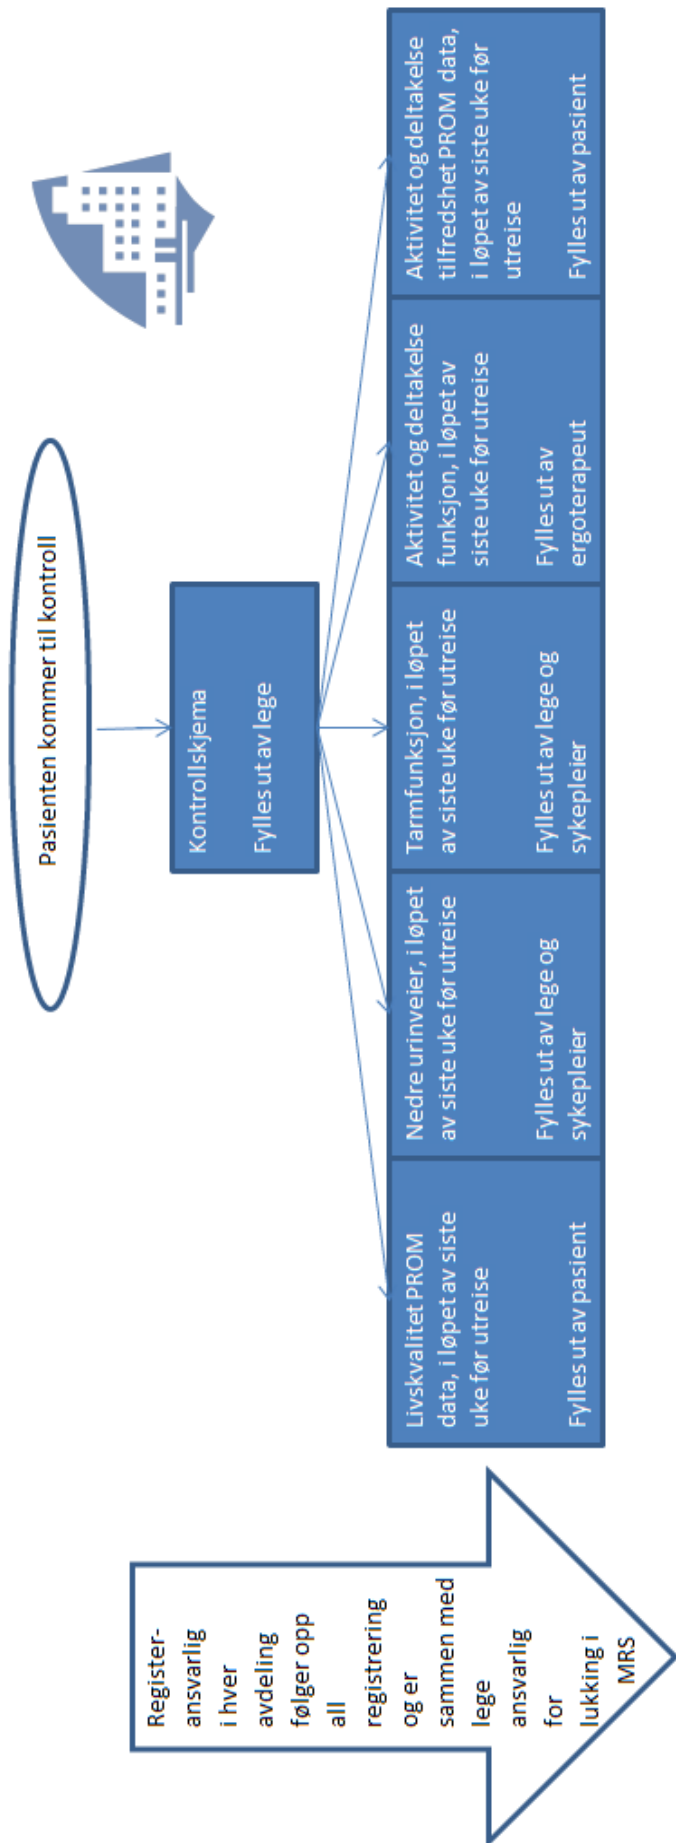 Pasienten kommer til kontroll
Kontrollskjema
Fylles ut av lege
Livskvalitet PROM
data, i løpet av siste
uke før utreise
Fylles ut av pasient
Nedre urinveier, i løpet
av siste uke før utreise
Fylles ut av lege og
sykepleier
Tarmfunksjon, i løpet
av siste uke før utreise
Fylles ut av lege og
sykepleier
Aktivitet og deltakelse
funksjon, i løpet av
siste uke før utreise
Fylles ut av
ergoterapeut
Aktivitet og deltakelse
tilfredshet PROM data,
i løpet av siste uke før
utreise
Fylles ut av pasient
Register-
ansvarlig
i hver
avdeling
følger opp
all
registrering
og er
sammen med
lege
ansvarlig
for
lukking i
MRS